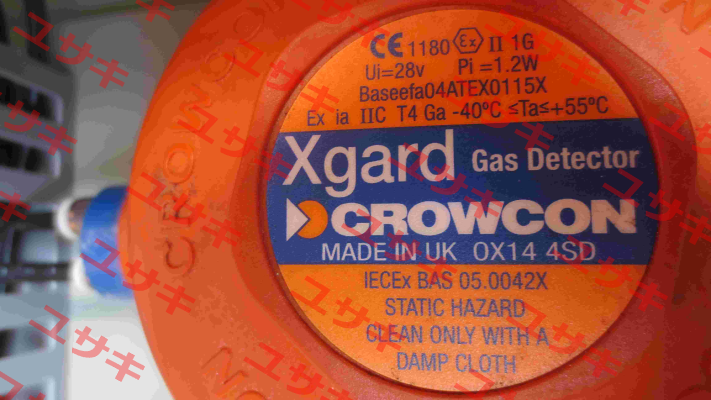 CE 1180 Ex II 1G
Ui=28v Pi =1.2W
Baseefa04ATEX0115X
Ex ia IIC T4 Ga -40ºC ≤Ta≤+55ºC
Xgard Gas Detector
CROWCON
MADE IN UK OX14 4SD
IECEx BAS 05.0042X
STATIC HAZARD
CLEAN ONLY WITH A
DAMP CLOTH
ユサキ